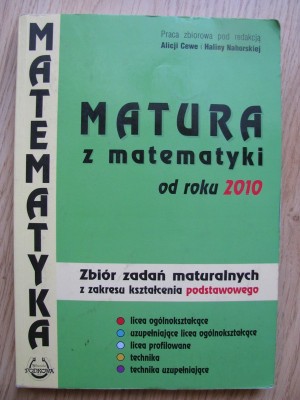 MATEMATYKA
Praca zbiorowa pod redakcją
Alicji Cewe i Haliny Nahorskiej
MATURA
z matematyki
od roku 2010
Zbiór zadań maturalnych
z zakresu kształcenia podstawowego
licea ogólnokształcące
uzupełniające licea ogólnokształcące
licea profilowane
technika
technika uzupełniające
PODKOWA